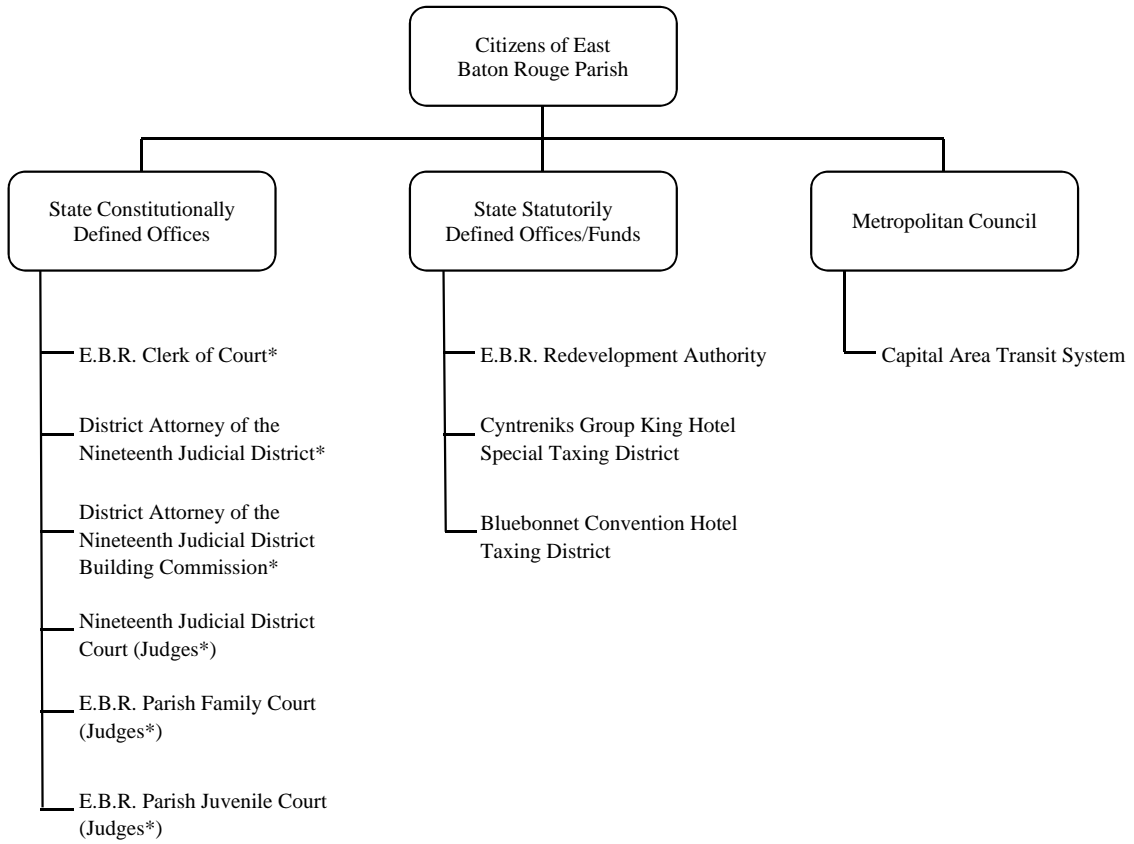 Citizens of East
Baton Rouge Parish
State Constitutionally
Defined Offices
State Statutorily
Defined Offices/Funds
Metropolitan Council
E.B.R. Clerk of Court*
District Attorney of the
Nineteenth Judicial District*
District Attorney of the
Nineteenth Judicial District
Building Commission*
Nineteenth Judicial District
Court (Judges*)
E.B.R. Parish Family Court
(Judges*)
E.B.R. Parish Juvenile Court
(Judges*)
E.B.R. Redevelopment Authority
Cyntreniks Group King Hotel
Special Taxing District
Bluebonnet Convention Hotel
Taxing District
Capital Area Transit System